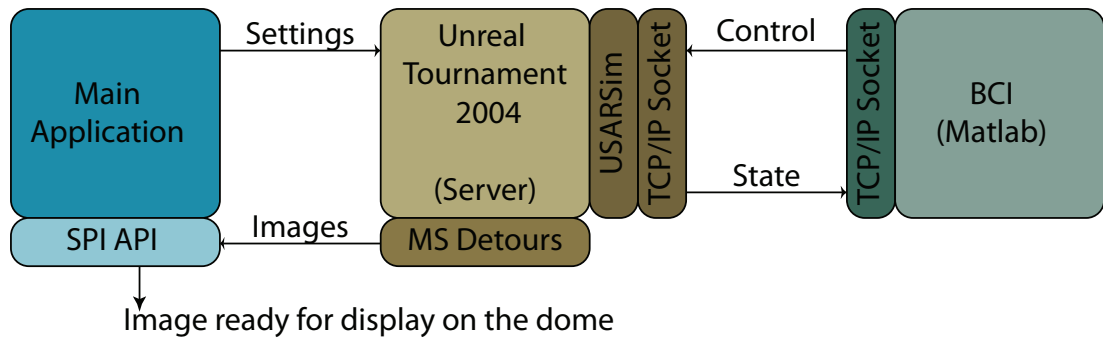 Main
Application
SPI API
Settings
Images
Unreal
Tournament
2004
(Server)
MS Detours
USARSim
TCP/IP Socket
Control
State
TCP/IP Socket
BCI
(Matlab)
Image ready for display on the dome